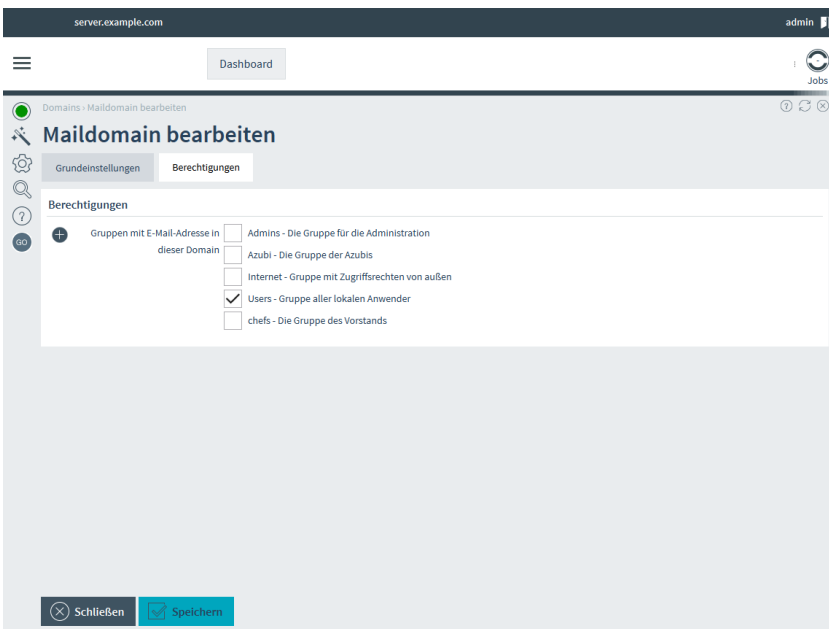 server.example.com
admin
Dashboard
Jobs
Domains › Maildomain bearbeiten
Maildomain bearbeiten
Grundeinstellungen
Berechtigungen
Berechtigungen
Gruppen mit E-Mail-Adresse in
dieser Domain
Admins - Die Gruppe für die Administration
Azubi - Die Gruppe der Azubis
Internet - Gruppe mit Zugriffsrechten von außen
Users - Gruppe aller lokalen Anwender
chefs - Die Gruppe des Vorstands
GO
Schließen
Speichern